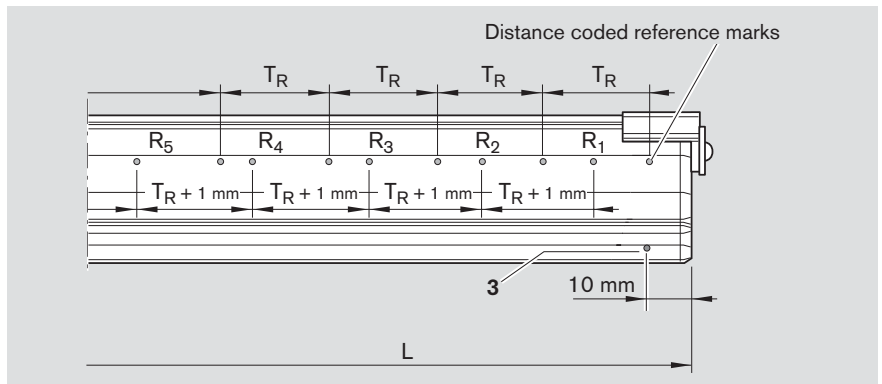 Distance coded reference marks
T_R T_R T_R T_R
R_5 R_4 R_3 R_2 R_1
T_R + 1 mm T_R + 1 mm T_R + 1 mm T_R + 1 mm
3 10 mm
L